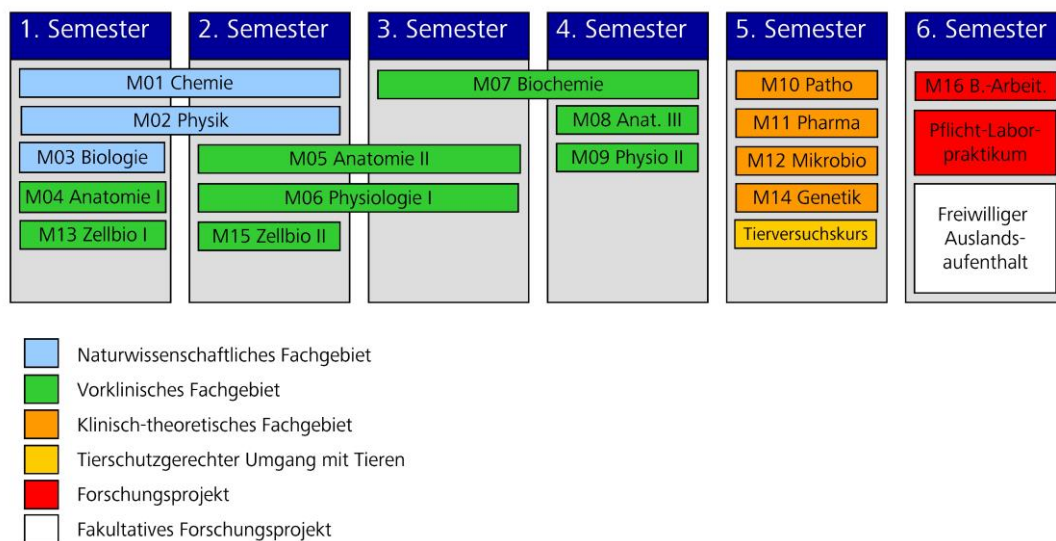 1. Semester
2. Semester
3. Semester
4. Semester
5. Semester
6. Semester
M01 Chemie
M07 Biochemie
M10 Patho
M16 B.-Arbeit.
M02 Physik
M08 Anat. III
M11 Pharma
Pflicht-Labor-
praktikum
M03 Biologie
M05 Anatomie II
M09 Physio II
M12 Mikrobio
M04 Anatomie I
M06 Physiologie I
M14 Genetik
Freiwilliger
Auslands-
aufenthalt
M13 Zellbio I
M15 Zellbio II
Tierversuchskurs
Naturwissenschaftliches Fachgebiet
Vorklinisches Fachgebiet
Klinisch-theoretisches Fachgebiet
Tierschutzgerechter Umgang mit Tieren
Forschungsprojekt
Fakultatives Forschungsprojekt